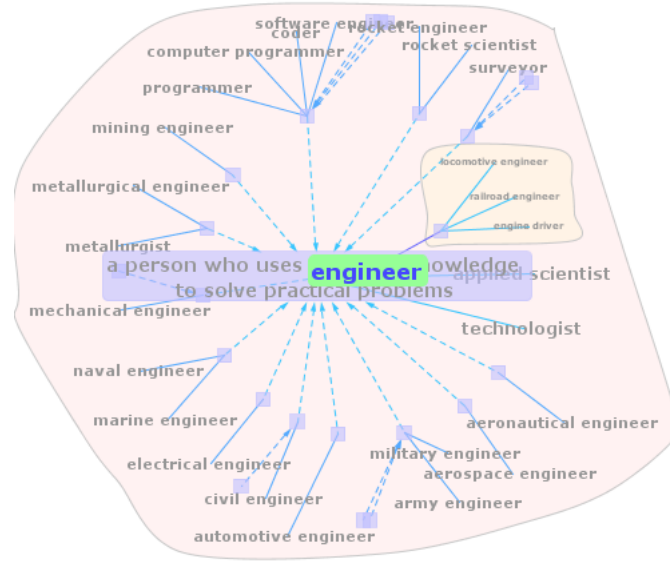 software engineer
rocket engineer
coder
rocket scientist
computer programmer
surveyor
programmer
mining engineer
locomotive engineer
metallurgical engineer
railroad engineer
engine driver
metallurgist
a person who uses
engineer
applied scientist
to solve practical problems
mechanical engineer
technologist
naval engineer
marine engineer
aeronautical engineer
military engineer
electrical engineer
aerospace engineer
civil engineer
army engineer
automotive engineer